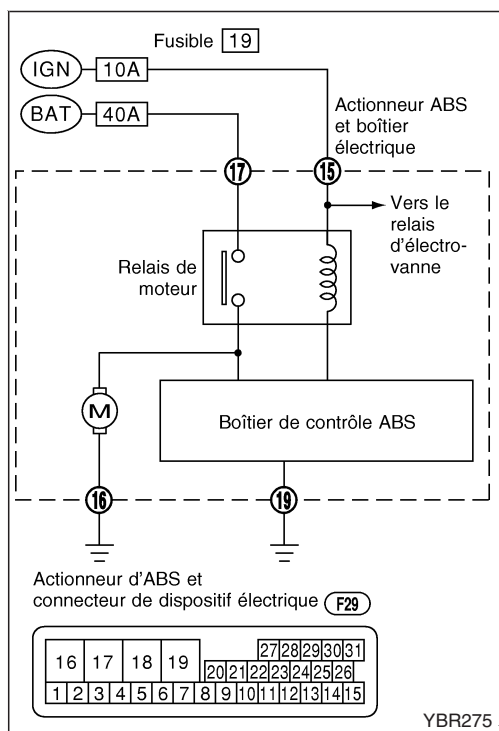 Fusible 19
IGN 10A
BAT 40A
Actionneur ABS
et boîtier
électrique
17 15
Vers le
relais
d'électro-
vanne
Relais de
moteur
M
Boîtier de contrôle ABS
16 19
Actionneur d'ABS et
connecteur de dispositif électrique F29
27 28 29 30 31
16 17 18 19
20 21 22 23 24 25 26
1 2 3 4 5 6 7 8 9 10 11 12 13 14 15
YBR275